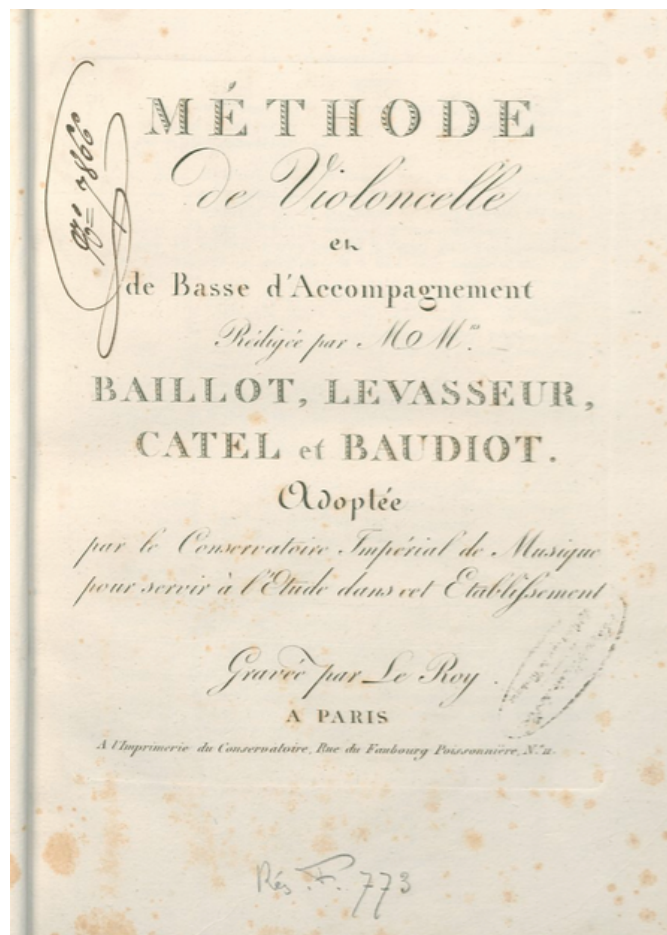 MÉTHODE
de Violoncelle
et
de Basse d'Accompagnement
Rédigée par MM.rs
BAILLOT, LEVASSEUR,
CATEL et BAUDIOT.
Adoptée
par le Conservatoire Impérial de Musique
pour servir à l'Etude dans cet Etablissement
Gravée par Le Roy.
A PARIS
A l'Imprimerie du Conservatoire, Rue du Faubourg Poissonnière, N.º 11.
Rés. F. 773